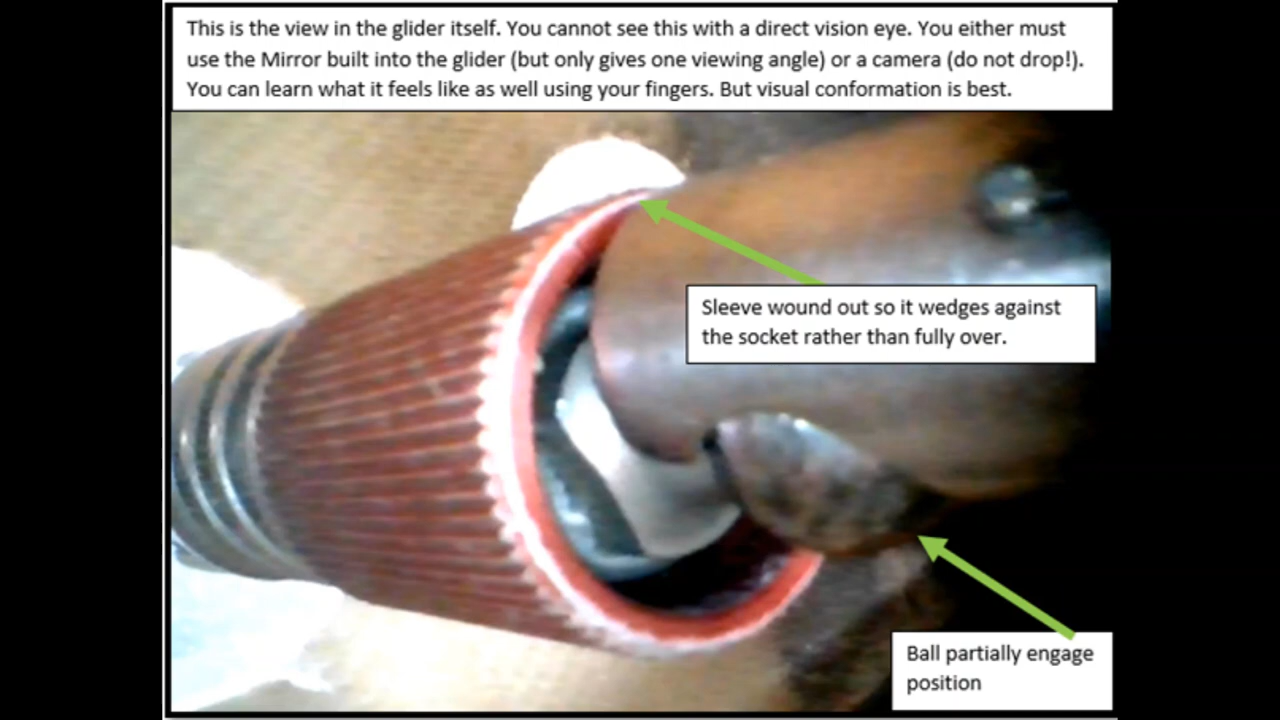 This is the view in the glider itself. You cannot see this with a direct vision eye. You either must
use the Mirror built into the glider (but only gives one viewing angle) or a camera (do not drop!).
You can learn what it feels like as well using your fingers. But visual conformation is best.
Sleeve wound out so it wedges against
the socket rather than fully over.
Ball partially engage
position